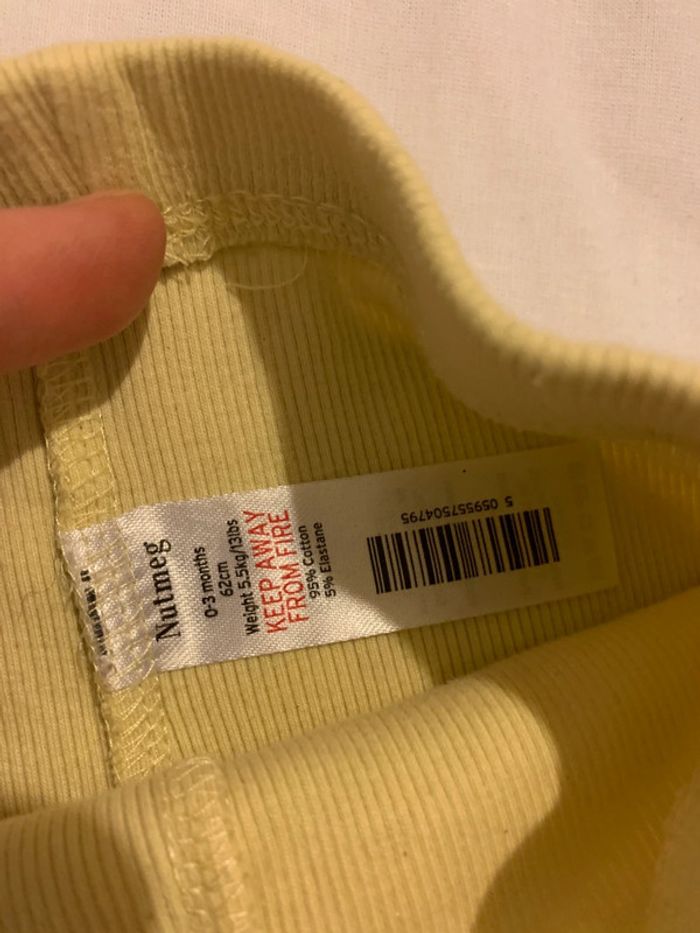 Nutmeg
0-3 months
62cm
Weight 5.5kg/13lbs
KEEP AWAY
FROM FIRE
95% Cotton
5% Elastane
5 059557504795